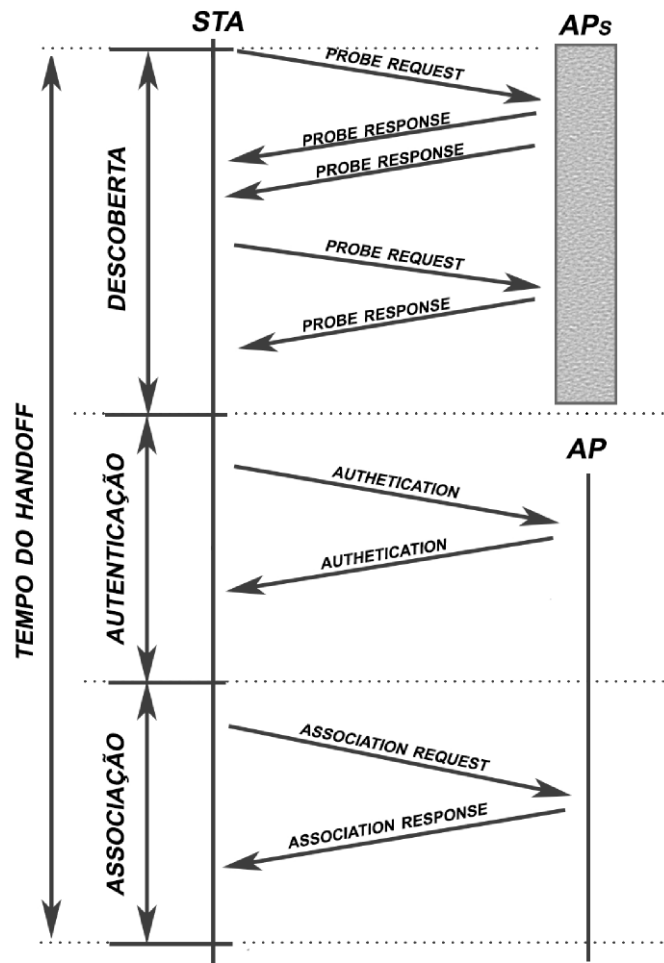 STA
APs
PROBE REQUEST
PROBE RESPONSE
PROBE RESPONSE
PROBE REQUEST
PROBE RESPONSE
DESCOBERTA
TEMPO DO HANDOFF
AP
AUTHETICATION
AUTHETICATION
AUTENTICAÇÃO
ASSOCIATION REQUEST
ASSOCIATION RESPONSE
ASSOCIAÇÃO